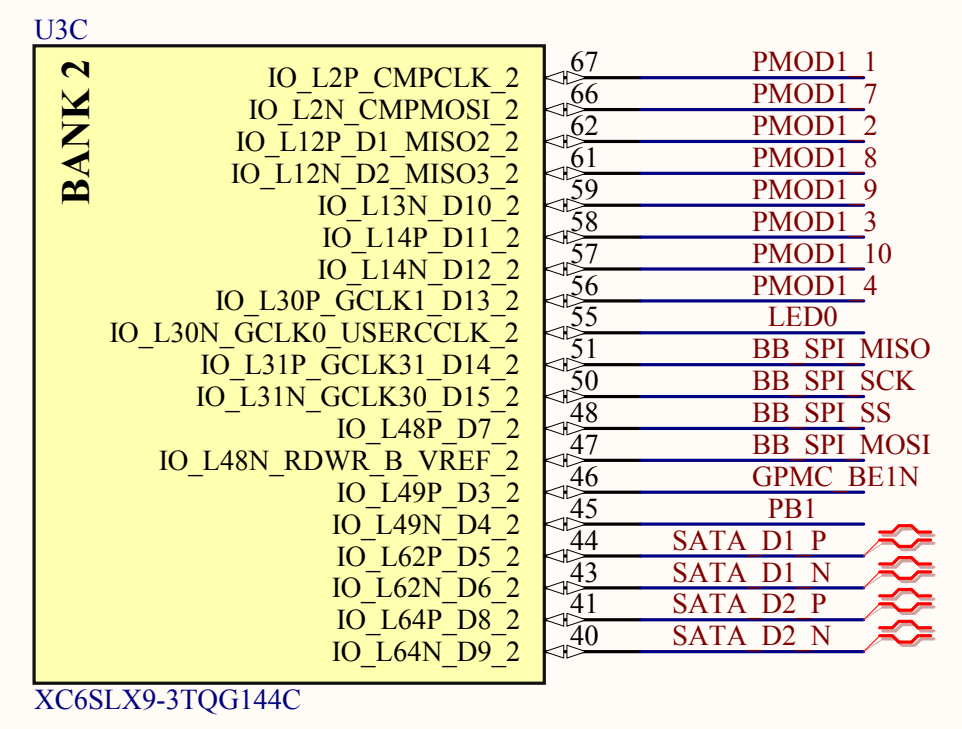 U3C
BANK 2
IO_L2P_CMPCLK_2 67 PMOD1_1
IO_L2N_CMPMOSI_2 66 PMOD1_7
IO_L12P_D1_MISO2_2 62 PMOD1_2
IO_L12N_D2_MISO3_2 61 PMOD1_8
IO_L13N_D10_2 59 PMOD1_9
IO_L14P_D11_2 58 PMOD1_3
IO_L14N_D12_2 57 PMOD1_10
IO_L30P_GCLK1_D13_2 56 PMOD1_4
IO_L30N_GCLK0_USERCCLK_2 55 LED0
IO_L31P_GCLK31_D14_2 51 BB_SPI_MISO
IO_L31N_GCLK30_D15_2 50 BB_SPI_SCK
IO_L48P_D7_2 48 BB_SPI_SS
IO_L48N_RDWR_B_VREF_2 47 BB_SPI_MOSI
IO_L49P_D3_2 46 GPMC_BE1N
IO_L49N_D4_2 45 PB1
IO_L62P_D5_2 44 SATA_D1_P
IO_L62N_D6_2 43 SATA_D1_N
IO_L64P_D8_2 41 SATA_D2_P
IO_L64N_D9_2 40 SATA_D2_N
XC6SLX9-3TQG144C